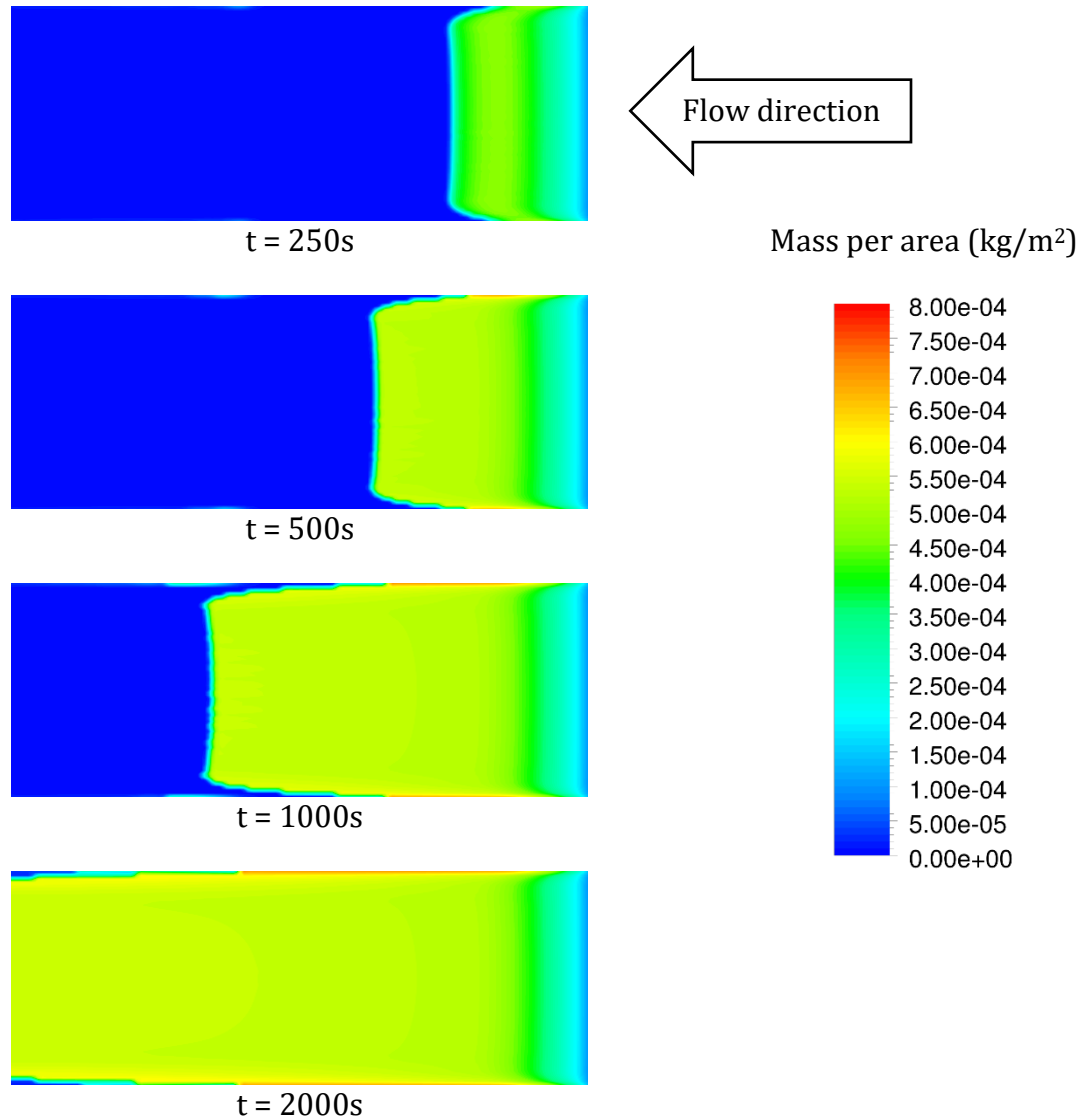 Flow direction
t = 250s
Mass per area (kg/m²)
t = 500s
8.00e-04
7.50e-04
7.00e-04
6.50e-04
6.00e-04
5.50e-04
5.00e-04
4.50e-04
4.00e-04
3.50e-04
3.00e-04
2.50e-04
2.00e-04
1.50e-04
1.00e-04
5.00e-05
0.00e+00
t = 1000s
t = 2000s